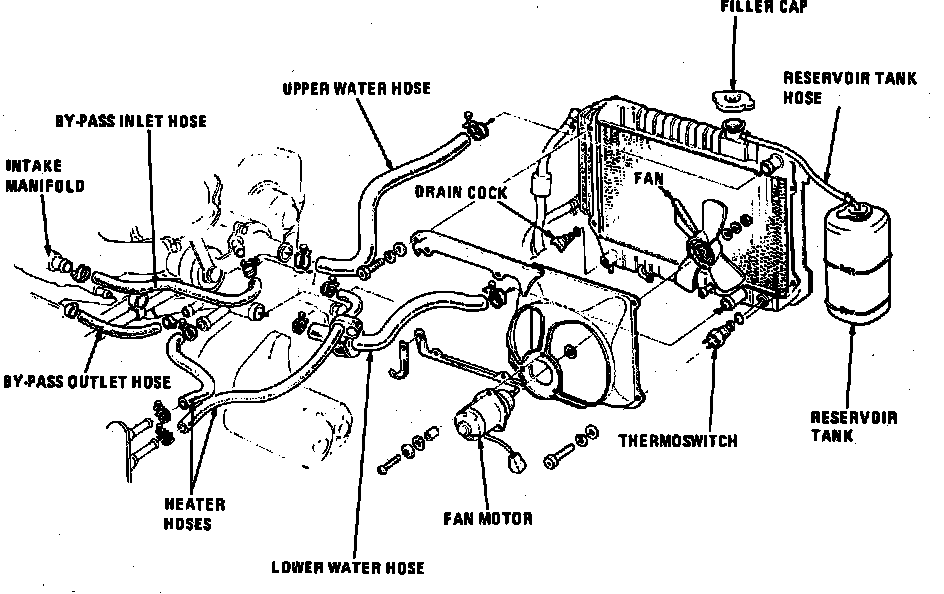 FILLER CAP
RESERVOIR TANK
HOSE
UPPER WATER HOSE
BY-PASS INLET HOSE
INTAKE
MANIFOLD
DRAIN COCK
FAN
BY-PASS OUTLET HOSE
RESERVOIR
TANK
THERMOSWITCH
HEATER
HOSES
FAN MOTOR
LOWER WATER HOSE